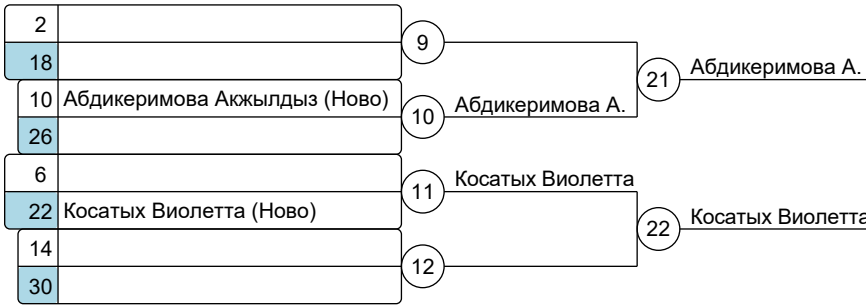 2
9
18
21 Абдикеримова А.
10 Абдикеримова Акжылдыз (Ново)
10 Абдикеримова А.
26
6
11 Косатых Виолетта
22 Косатых Виолетта (Ново)
22 Косатых Виолетта
14
12
30